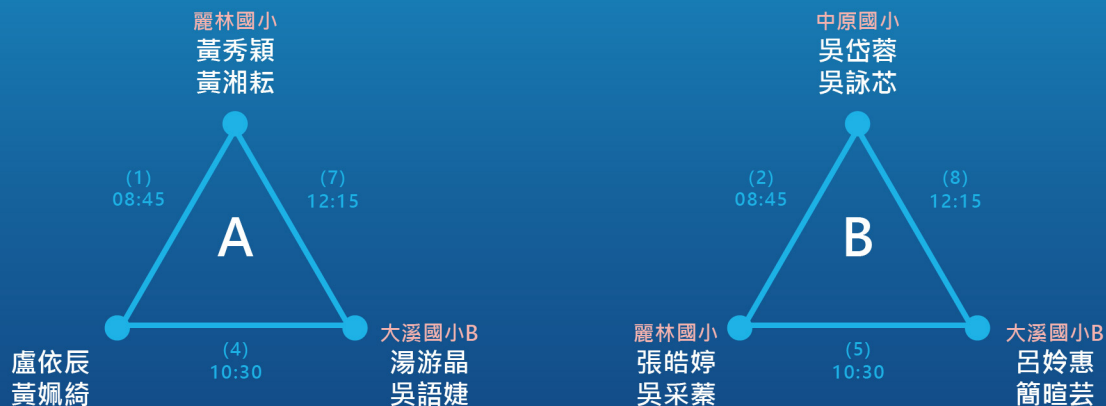 麗林國小
黃秀穎
黃湘耘
(1)
08:45
(7)
12:15
A
盧依辰
黃姵綺
(4)
10:30
大溪國小B
湯游晶
吳語婕
中原國小
吳岱蓉
吳詠芯
(2)
08:45
(8)
12:15
B
麗林國小
張皓婷
吳采蓁
(5)
10:30
大溪國小B
呂姈惠
簡暄芸